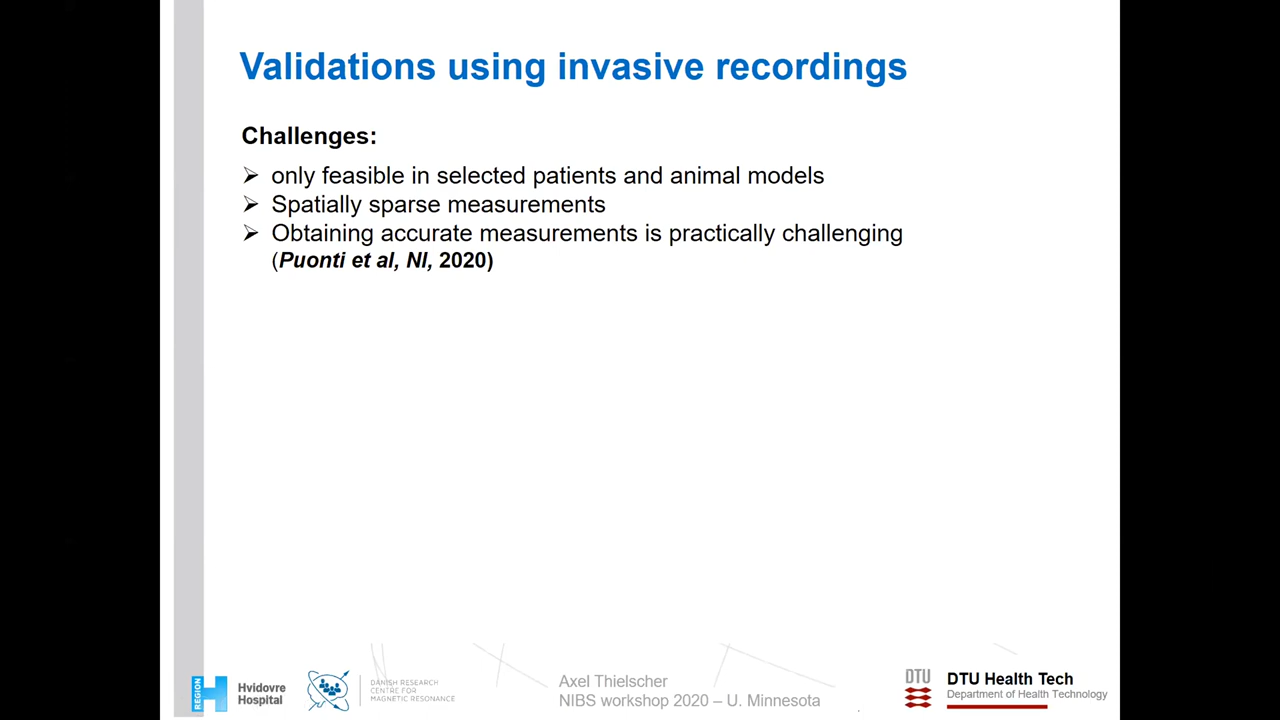 Validations using invasive recordings
Challenges:
➢ only feasible in selected patients and animal models
➢ Spatially sparse measurements
➢ Obtaining accurate measurements is practically challenging
(Puonti et al, NI, 2020)
REGION
H
Hvidovre
Hospital
DANISH RESEARCH
CENTRE FOR
MAGNETIC RESONANCE
Axel Thielscher
NIBS workshop 2020 – U. Minnesota
DTU
DTU Health Tech
Department of Health Technology